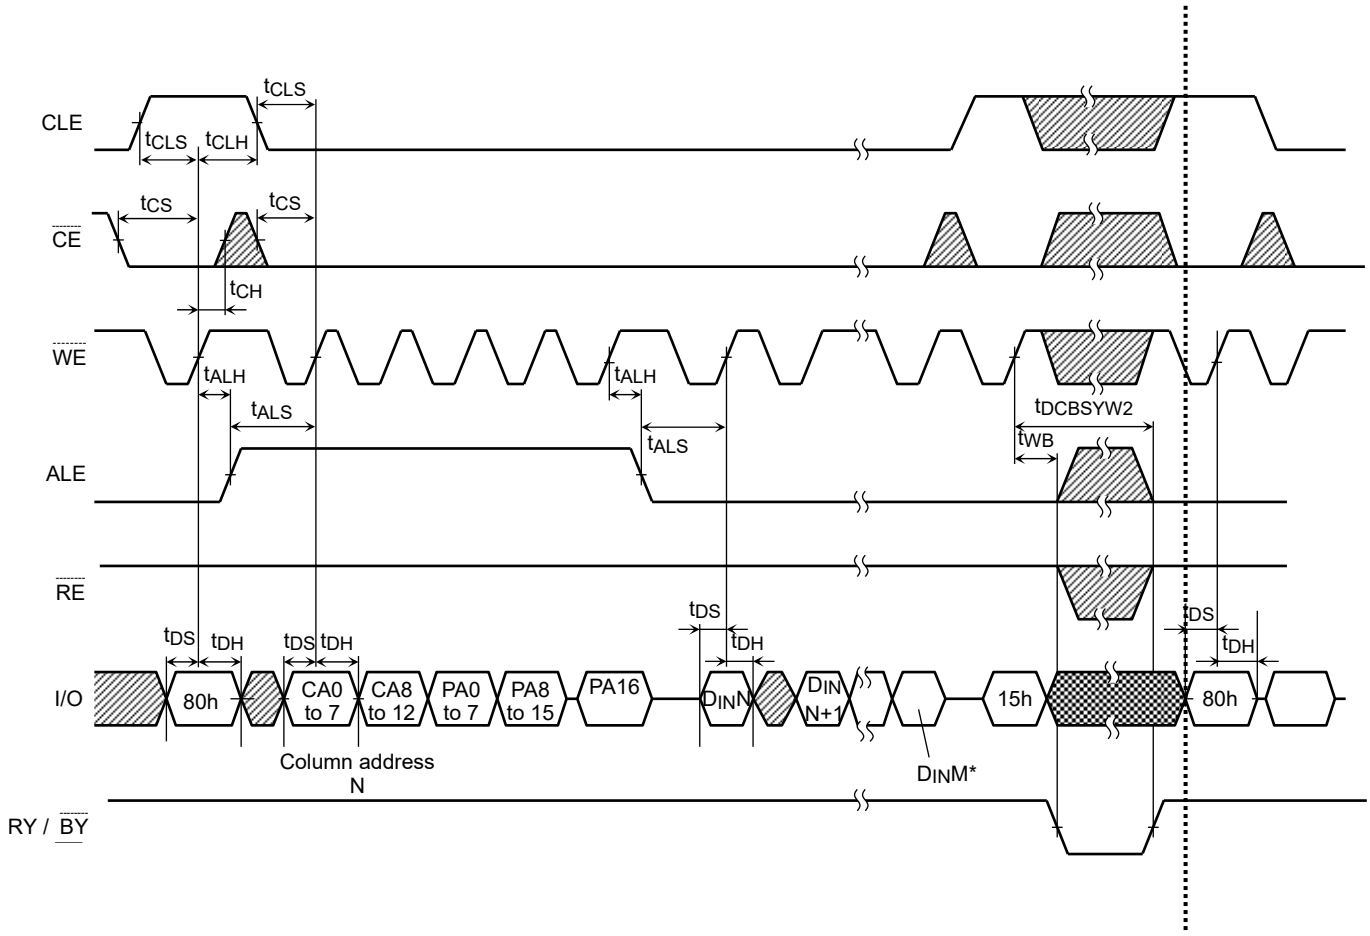 tCLS
CLE
tCLS tCLH
tCS tCS
CE
tCH
WE
tALH tALH
tALS tDCBSYW2
tALS tWB
ALE
RE
tDS tDH tDS tDH tDS tDH tDS tDH
I/O 80h CA0 to 7 CA8 to 12 PA0 to 7 PA8 to 15 PA16 DINN DIN N+1 15h 80h
Column address
N
DINM*
RY / BY